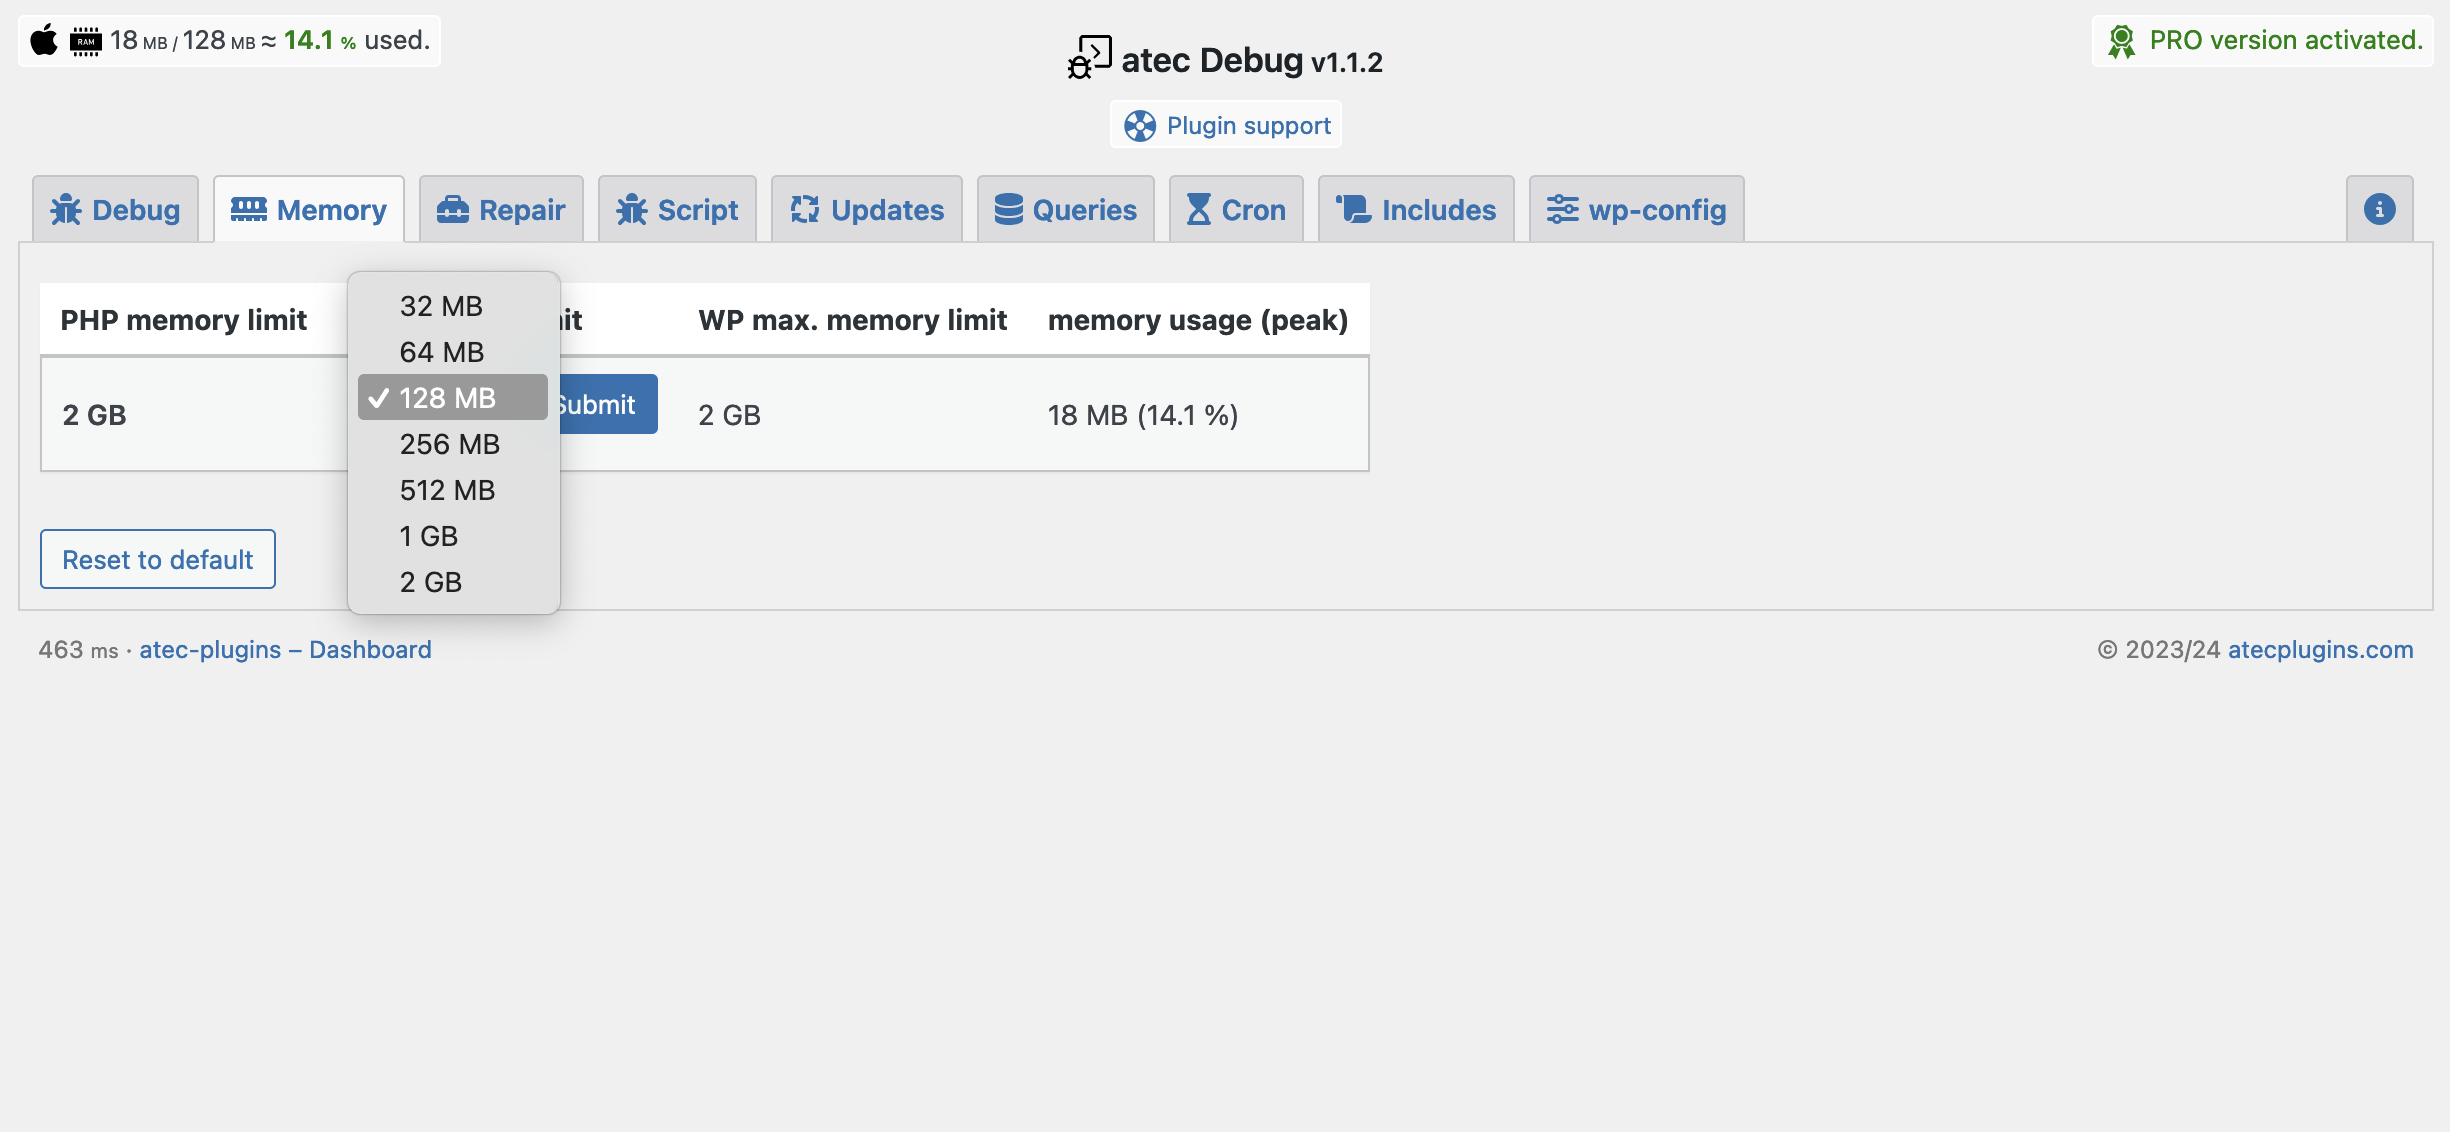 RAM 18 MB / 128 MB ≈ 14.1 % used.
atec Debug v1.1.2
PRO version activated.
Plugin support
Debug Memory Repair Script Updates Queries Cron Includes wp-config
PHP memory limit WP max. memory limit memory usage (peak)
2 GB Submit 2 GB 18 MB (14.1 %)
32 MB
64 MB
✓ 128 MB
256 MB
512 MB
1 GB
2 GB
Reset to default
463 ms · atec-plugins – Dashboard
© 2023/24 atecplugins.com